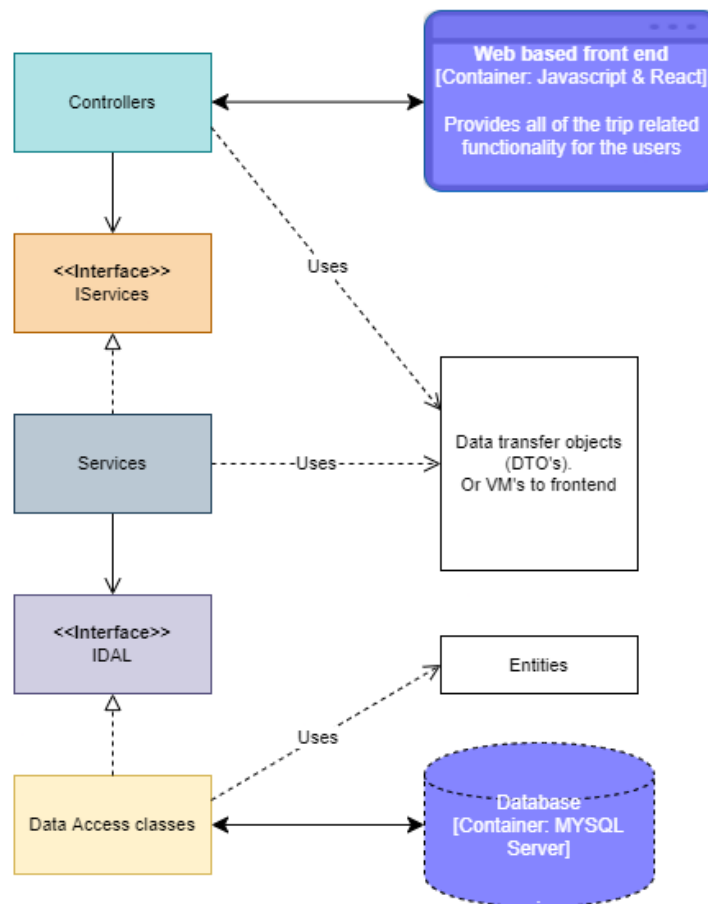 Web based front end
[Container: Javascript & React]
Provides all of the trip related
functionality for the users
Controllers
<<Interface>>
IServices
Uses
Services
Uses
Data transfer objects
(DTO's).
Or VM's to frontend
<<Interface>>
IDAL
Entities
Uses
Data Access classes
Database
[Container: MYSQL
Server]